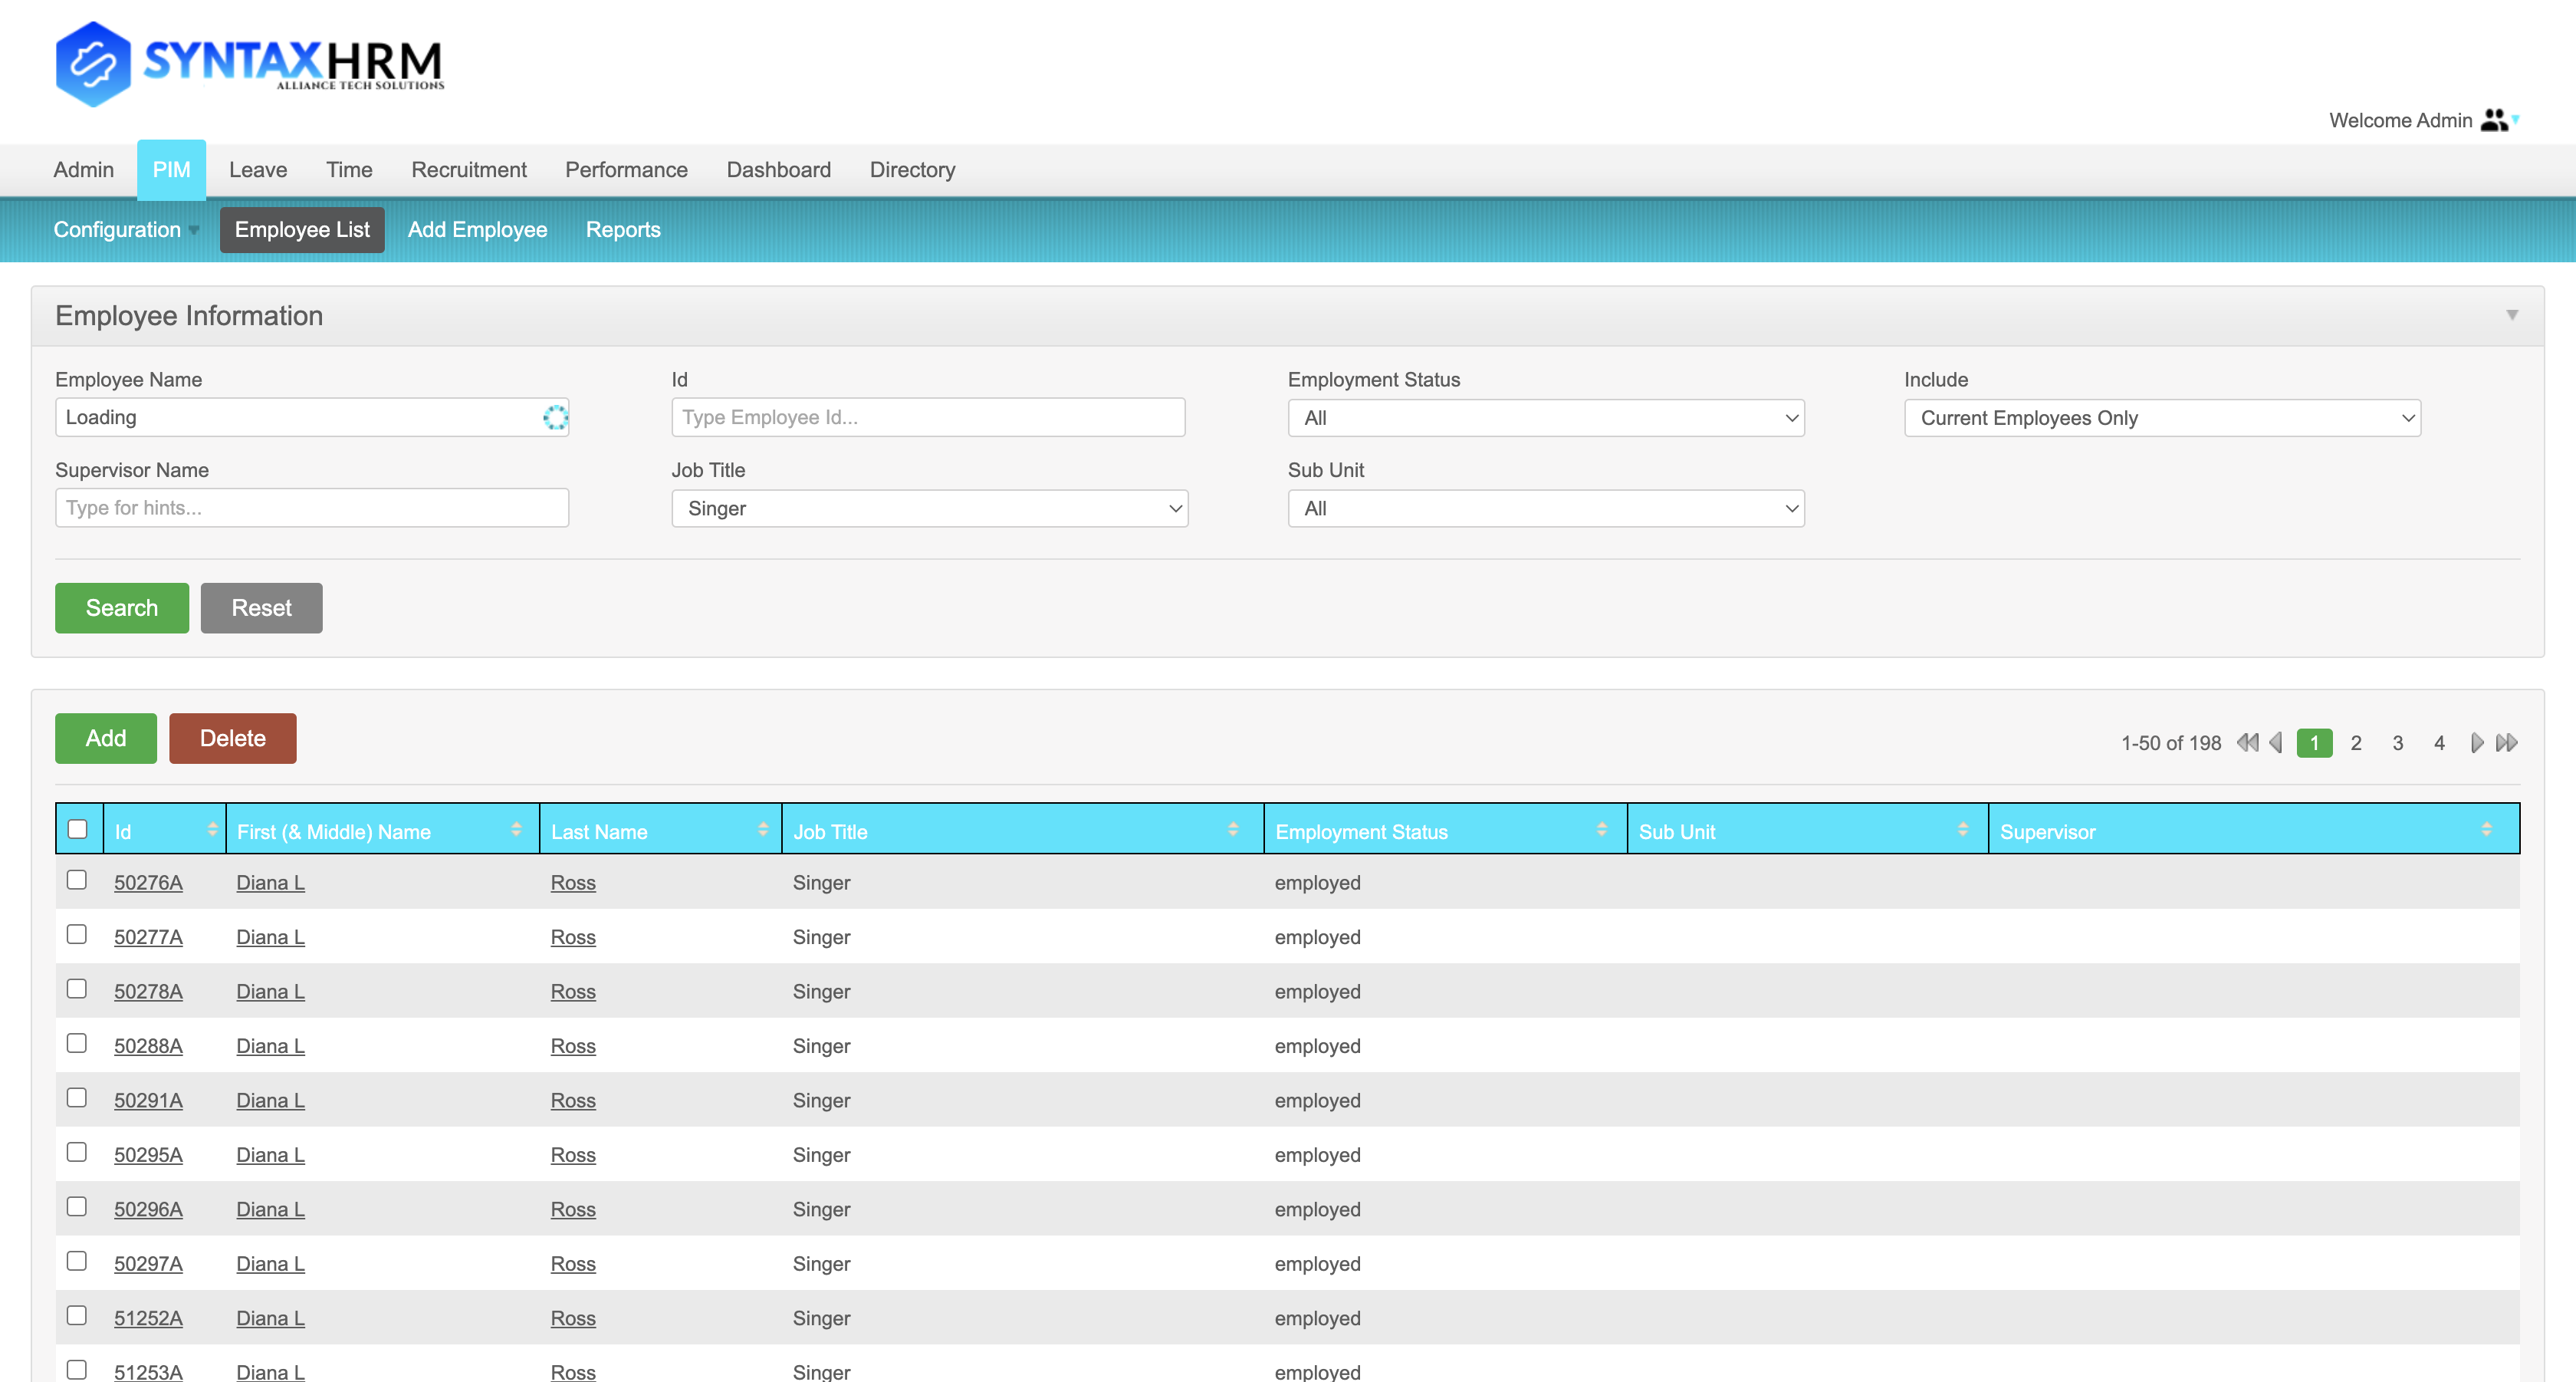 SYNTAXHRM
ALLIANCE TECH SOLUTIONS
Welcome Admin
Admin PIM Leave Time Recruitment Performance Dashboard Directory
Configuration Employee List Add Employee Reports
Employee Information
Employee Name Id Employment Status Include
Loading Type Employee Id... All Current Employees Only
Supervisor Name Job Title Sub Unit
Type for hints... Singer All
Search Reset
Add Delete 1-50 of 198 1 2 3 4
Id First (& Middle) Name Last Name Job Title Employment Status Sub Unit Supervisor
50276A Diana L Ross Singer employed
50277A Diana L Ross Singer employed
50278A Diana L Ross Singer employed
50288A Diana L Ross Singer employed
50291A Diana L Ross Singer employed
50295A Diana L Ross Singer employed
50296A Diana L Ross Singer employed
50297A Diana L Ross Singer employed
51252A Diana L Ross Singer employed
51253A Diana L Ross Singer employed